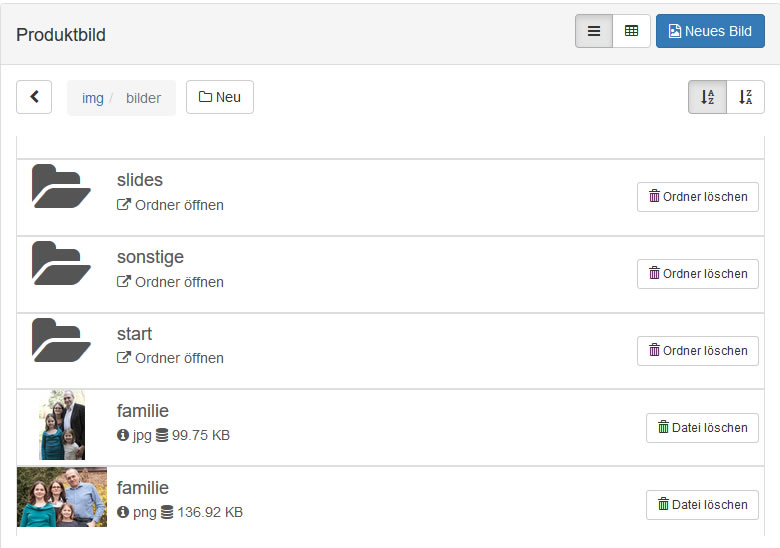 Produktbild
Neues Bild
img / bilder
Neu
slides
Ordner öffnen
Ordner löschen
sonstige
Ordner öffnen
Ordner löschen
start
Ordner öffnen
Ordner löschen
familie
jpg 99.75 KB
Datei löschen
familie
png 136.92 KB
Datei löschen